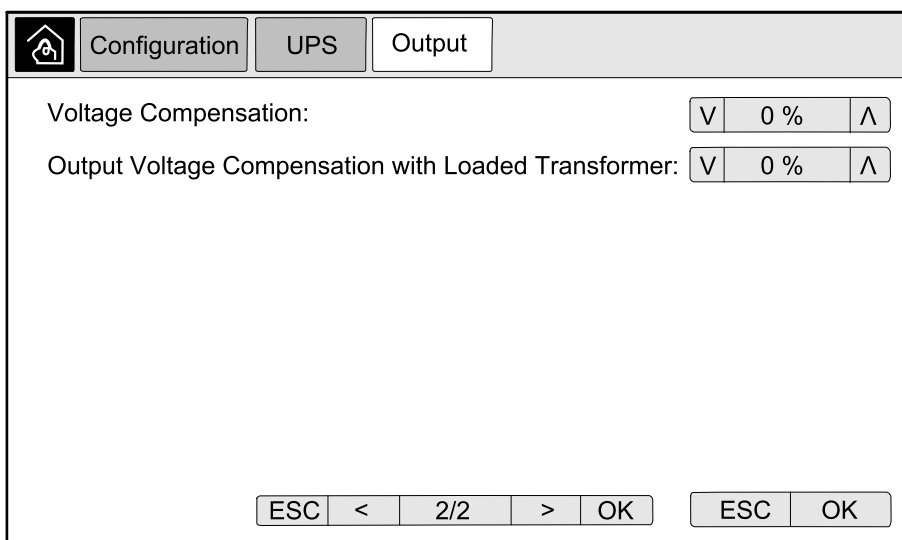 Configuration UPS Output
Voltage Compensation: V 0 % Λ
Output Voltage Compensation with Loaded Transformer: V 0 % Λ
ESC < 2/2 > OK ESC OK